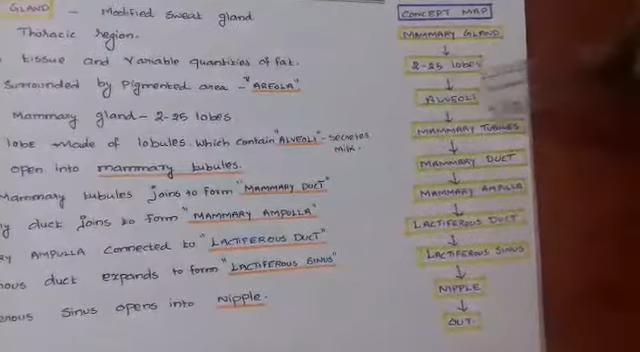 GLAND - Modified sweat gland
Thoracic region.
tissue and variable quantities of fat.
Surrounded by Pigmented area - "AREOLA"
Mammary gland - 2-25 lobes
lobe made of lobules. which contain "ALVEOLI" - secretes milk.
open into mammary tubules.
Mammary tubules joins to form "MAMMARY DUCT"
duct joins to form "MAMMARY AMPULLA"
AMPULLA connected to "LACTIFEROUS DUCT"
duct expands to form "LACTIFEROUS SINUS"
sinus opens into Nipple.
CONCEPT MAP
MAMMARY GLAND
↓
2-25 lobes
↓
ALVEOLI
↓
MAMMARY TUBULES
↓
MAMMARY DUCT
↓
MAMMARY AMPULLA
↓
LACTIFEROUS DUCT
↓
LACTIFEROUS SINUS
↓
NIPPLE
↓
OUT.